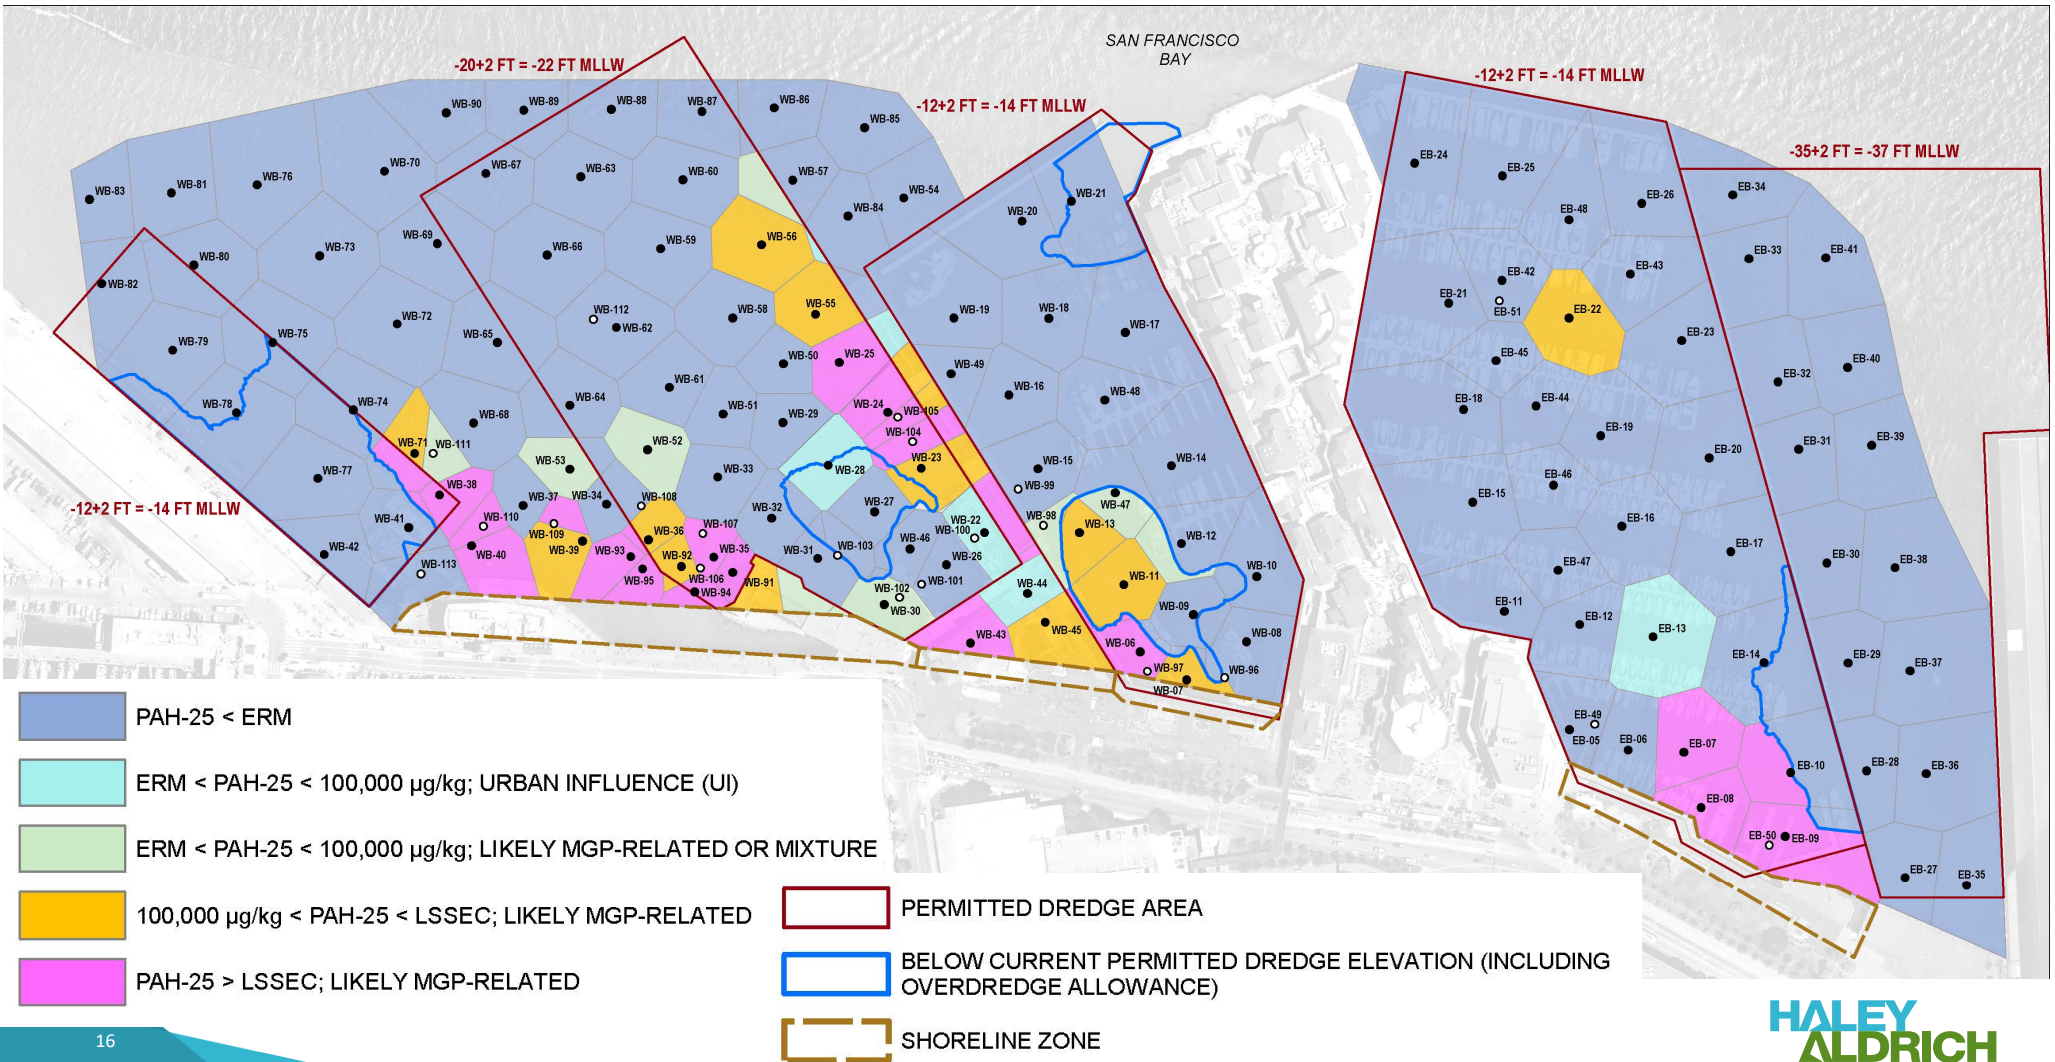 SAN FRANCISCO
BAY
-20+2 FT = -22 FT MLLW
-12+2 FT = -14 FT MLLW
-12+2 FT = -14 FT MLLW
-35+2 FT = -37 FT MLLW
-12+2 FT = -14 FT MLLW
WB-90
WB-89
WB-88
WB-87
WB-86
WB-85
WB-83
WB-81
WB-76
WB-70
WB-67
WB-63
WB-60
WB-57
WB-54
WB-84
WB-82
WB-80
WB-73
WB-69
WB-66
WB-59
WB-56
WB-79
WB-75
WB-72
WB-65
WB-112
WB-62
WB-58
WB-55
WB-78
WB-74
WB-68
WB-64
WB-61
WB-50
WB-25
WB-51
WB-29
WB-24
WB-105
WB-104
WB-71
WB-111
WB-53
WB-52
WB-33
WB-28
WB-23
WB-77
WB-38
WB-37
WB-34
WB-108
WB-32
WB-27
WB-22
WB-100
WB-41
WB-110
WB-109
WB-39
WB-36
WB-107
WB-46
WB-42
WB-40
WB-93
WB-95
WB-92
WB-35
WB-31
WB-103
WB-26
WB-113
WB-106
WB-94
WB-91
WB-102
WB-30
WB-101
WB-21
WB-20
WB-19
WB-18
WB-17
WB-49
WB-16
WB-48
WB-15
WB-14
WB-99
WB-98
WB-47
WB-13
WB-12
WB-11
WB-10
WB-44
WB-09
WB-43
WB-45
WB-06
WB-08
WB-97
WB-96
WB-07
EB-24
EB-25
EB-26
EB-34
EB-48
EB-33
EB-41
EB-42
EB-43
EB-21
EB-51
EB-22
EB-23
EB-45
EB-32
EB-40
EB-18
EB-44
EB-19
EB-20
EB-31
EB-39
EB-46
EB-15
EB-16
EB-17
EB-30
EB-38
EB-47
EB-11
EB-12
EB-13
EB-14
EB-29
EB-37
EB-49
EB-05
EB-06
EB-07
EB-10
EB-28
EB-36
EB-08
EB-50
EB-09
EB-27
EB-35
PAH-25 < ERM
ERM < PAH-25 < 100,000 µg/kg; URBAN INFLUENCE (UI)
ERM < PAH-25 < 100,000 µg/kg; LIKELY MGP-RELATED OR MIXTURE
100,000 µg/kg < PAH-25 < LSSEC; LIKELY MGP-RELATED
PAH-25 > LSSEC; LIKELY MGP-RELATED
PERMITTED DREDGE AREA
BELOW CURRENT PERMITTED DREDGE ELEVATION (INCLUDING
OVERDREDGE ALLOWANCE)
SHORELINE ZONE
16
HALEY
ALDRICH